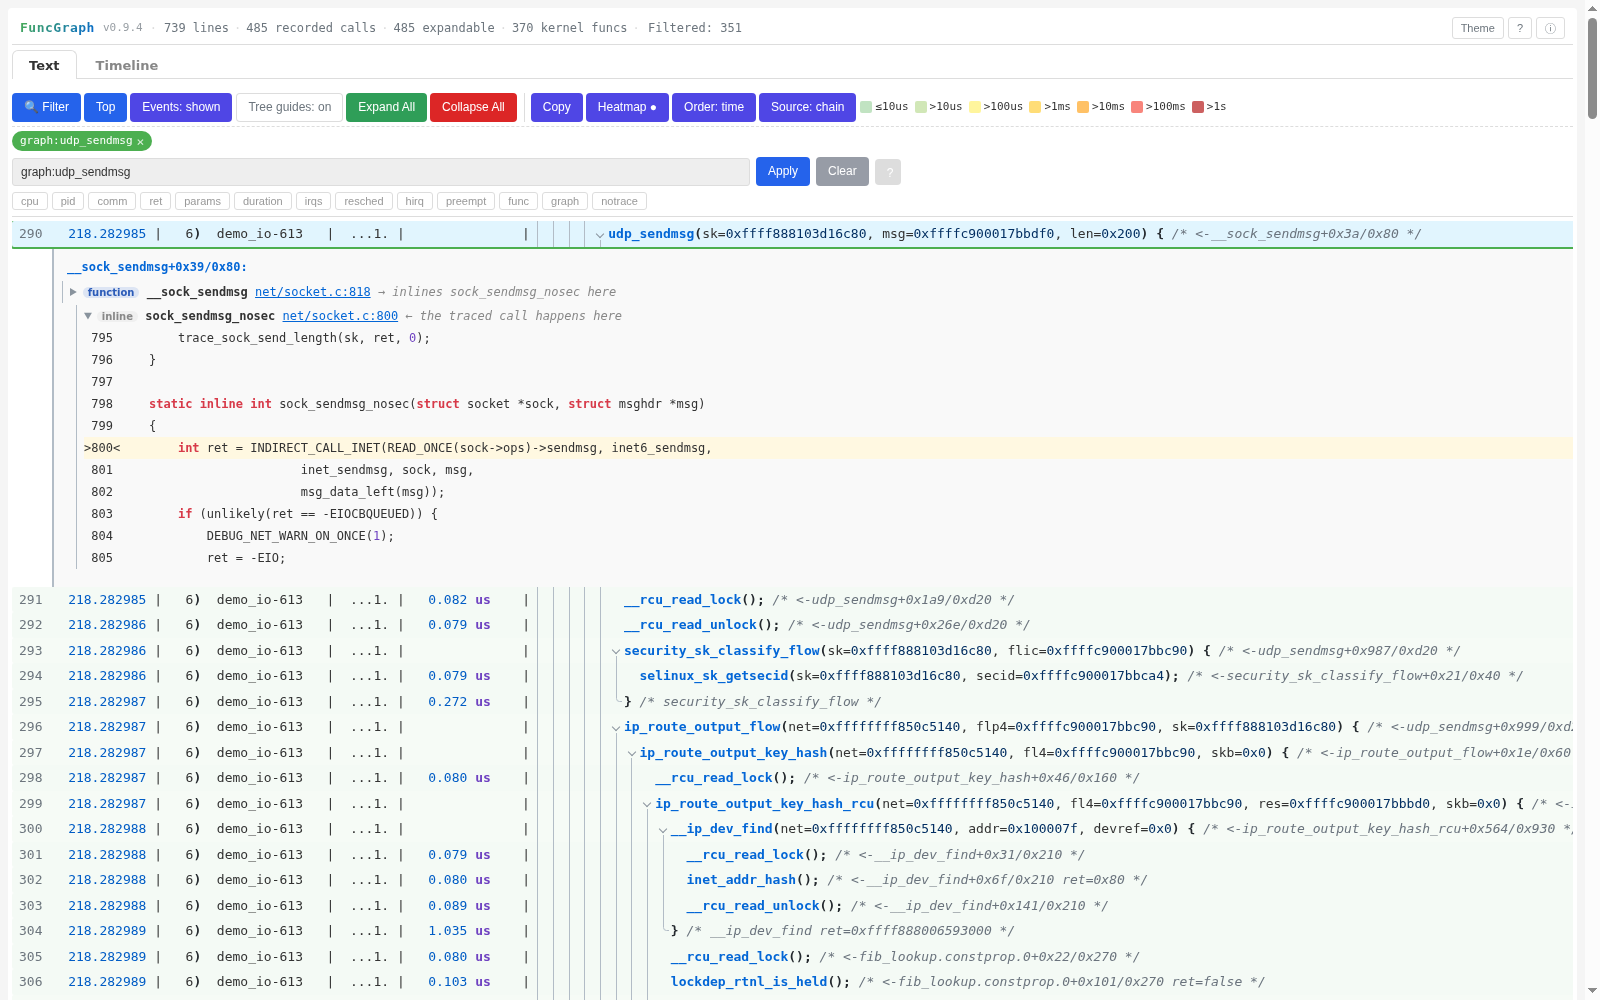 FuncGraph v0.9.4 · 739 lines · 485 recorded calls · 485 expandable · 370 kernel funcs · Filtered: 351 Theme ? ⓘ
Text Timeline
🔍 Filter Top Events: shown Tree guides: on Expand All Collapse All Copy Heatmap ● Order: time Source: chain ≤10us >10us >100us >1ms >10ms >100ms >1s
graph:udp_sendmsg ×
graph:udp_sendmsg Apply Clear ?
cpu pid comm ret params duration irqs resched hirq preempt func graph notrace
290 218.282985 | 6) demo_io-613 | ...1. | | udp_sendmsg(sk=0xffff888103d16c80, msg=0xffffc900017bbdf0, len=0x200) { /* <-__sock_sendmsg+0x3a/0x80 */
__sock_sendmsg+0x39/0x80:
▶ function __sock_sendmsg net/socket.c:818 → inlines sock_sendmsg_nosec here
▼ inline sock_sendmsg_nosec net/socket.c:800 ← the traced call happens here
795 trace_sock_send_length(sk, ret, 0);
796 }
797
798 static inline int sock_sendmsg_nosec(struct socket *sock, struct msghdr *msg)
799 {
>800< int ret = INDIRECT_CALL_INET(READ_ONCE(sock->ops)->sendmsg, inet6_sendmsg,
801 inet_sendmsg, sock, msg,
802 msg_data_left(msg));
803 if (unlikely(ret == -EIOCBQUEUED)) {
804 DEBUG_NET_WARN_ON_ONCE(1);
805 ret = -EIO;
291 218.282985 | 6) demo_io-613 | ...1. | 0.082 us | __rcu_read_lock(); /* <-udp_sendmsg+0x1a9/0xd20 */
292 218.282986 | 6) demo_io-613 | ...1. | 0.079 us | __rcu_read_unlock(); /* <-udp_sendmsg+0x26e/0xd20 */
293 218.282986 | 6) demo_io-613 | ...1. | | security_sk_classify_flow(sk=0xffff888103d16c80, flic=0xffffc900017bbc90) { /* <-udp_sendmsg+0x987/0xd20 */
294 218.282986 | 6) demo_io-613 | ...1. | 0.079 us | selinux_sk_getsecid(sk=0xffff888103d16c80, secid=0xffffc900017bbca4); /* <-security_sk_classify_flow+0x21/0x40 */
295 218.282987 | 6) demo_io-613 | ...1. | 0.272 us | } /* security_sk_classify_flow */
296 218.282987 | 6) demo_io-613 | ...1. | | ip_route_output_flow(net=0xffffffff850c5140, flp4=0xffffc900017bbc90, sk=0xffff888103d16c80) { /* <-udp_sendmsg+0x999/0xd
297 218.282987 | 6) demo_io-613 | ...1. | | ip_route_output_key_hash(net=0xffffffff850c5140, fl4=0xffffc900017bbc90, skb=0x0) { /* <-ip_route_output_flow+0x1e/0x60
298 218.282987 | 6) demo_io-613 | ...1. | 0.080 us | __rcu_read_lock(); /* <-ip_route_output_key_hash+0x46/0x160 */
299 218.282987 | 6) demo_io-613 | ...1. | | ip_route_output_key_hash_rcu(net=0xffffffff850c5140, fl4=0xffffc900017bbc90, res=0xffffc900017bbbd0, skb=0x0) { /* <-
300 218.282988 | 6) demo_io-613 | ...1. | | __ip_dev_find(net=0xffffffff850c5140, addr=0x100007f, devref=0x0) { /* <-ip_route_output_key_hash_rcu+0x564/0x930 */
301 218.282988 | 6) demo_io-613 | ...1. | 0.079 us | __rcu_read_lock(); /* <-__ip_dev_find+0x31/0x210 */
302 218.282988 | 6) demo_io-613 | ...1. | 0.080 us | inet_addr_hash(); /* <-__ip_dev_find+0x6f/0x210 ret=0x80 */
303 218.282988 | 6) demo_io-613 | ...1. | 0.089 us | __rcu_read_unlock(); /* <-__ip_dev_find+0x141/0x210 */
304 218.282989 | 6) demo_io-613 | ...1. | 1.035 us | } /* __ip_dev_find ret=0xffff888006593000 */
305 218.282989 | 6) demo_io-613 | ...1. | 0.080 us | __rcu_read_lock(); /* <-fib_lookup.constprop.0+0x22/0x270 */
306 218.282989 | 6) demo_io-613 | ...1. | 0.103 us | lockdep_rtnl_is_held(); /* <-fib_lookup.constprop.0+0x101/0x270 ret=false */